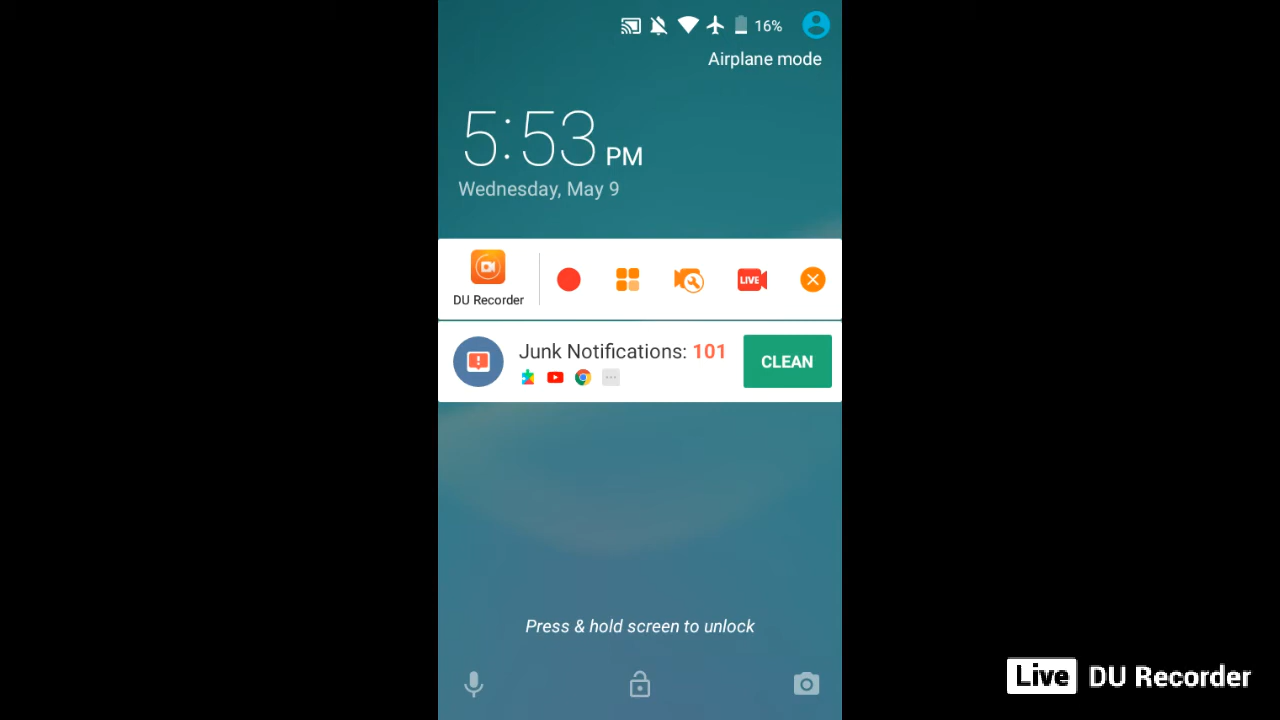 16%
Airplane mode
5:53 PM
Wednesday, May 9
DU Recorder
LIVE
Junk Notifications: 101
CLEAN
Press & hold screen to unlock
Live DU Recorder